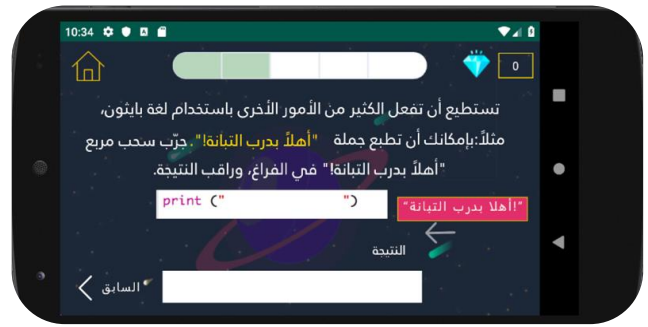 10:34
0
تستطيع أن تفعل الكثير من الأمور الأخرى باستخدام لغة بايثون،
مثلاً:بإمكانك أن تطبع جملة "أهلاً بدرب التبانة!".جرّب سحب مربع
"أهلاً بدرب التبانة!" في الفراغ، وراقب النتيجة.
print (" ")
"أهلا بدرب التبانة!"
النتيجة
السابق